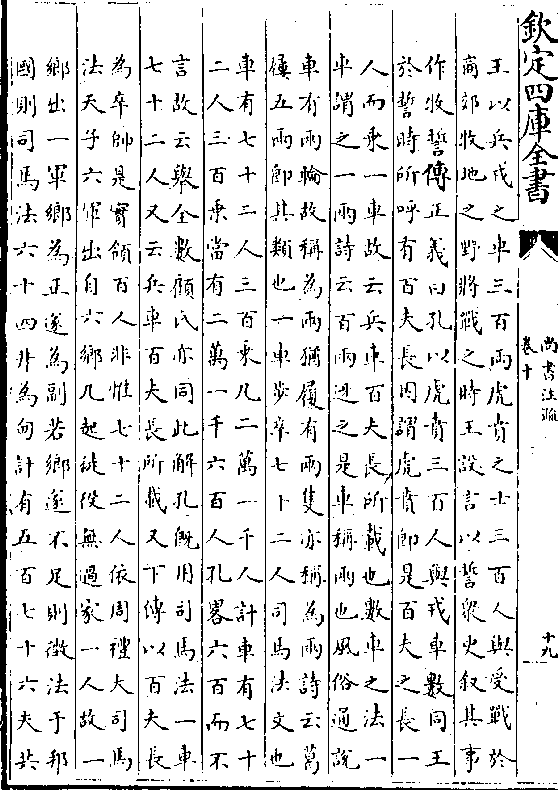 欽定四庫全書
尚書注疏
卷十
十九
王以兵戎之車三百兩虎賁之士三百人與受戰於
商郊牧地之野將戰之時王設言以誓衆史叙其事
作牧誓傳正義曰孔以虎賁三百人與戎車數同王
於誓時所呼有百夫長因謂虎賁即是百夫之長一
人而乘一車故云兵車百夫長所載也數車之法一
車謂之一兩詩云百兩迓之是車稱兩也風俗通說
車有兩輪故稱為兩猶履有兩隻亦稱為兩詩云葛
屨五兩即其類也一車步卒七十二人司馬法文也
車有七十二人三百乘凡二萬一千人計車有七十
二人三百乘當有二萬一千六百人孔畧六百而不
言故云舉全數顧氏亦同此解孔既用司馬法一車
七十二人又云兵車百夫長所載又下傳以百夫長
為卒帥是實領百人非惟七十二人依周禮大司馬
法天子六軍出自六鄉凡起徒役無過家一人故一
鄉出一軍鄉為正遂為副若鄉遂不足則徵法于邦
國則司馬法六十四井為甸計有五百七十六夫共